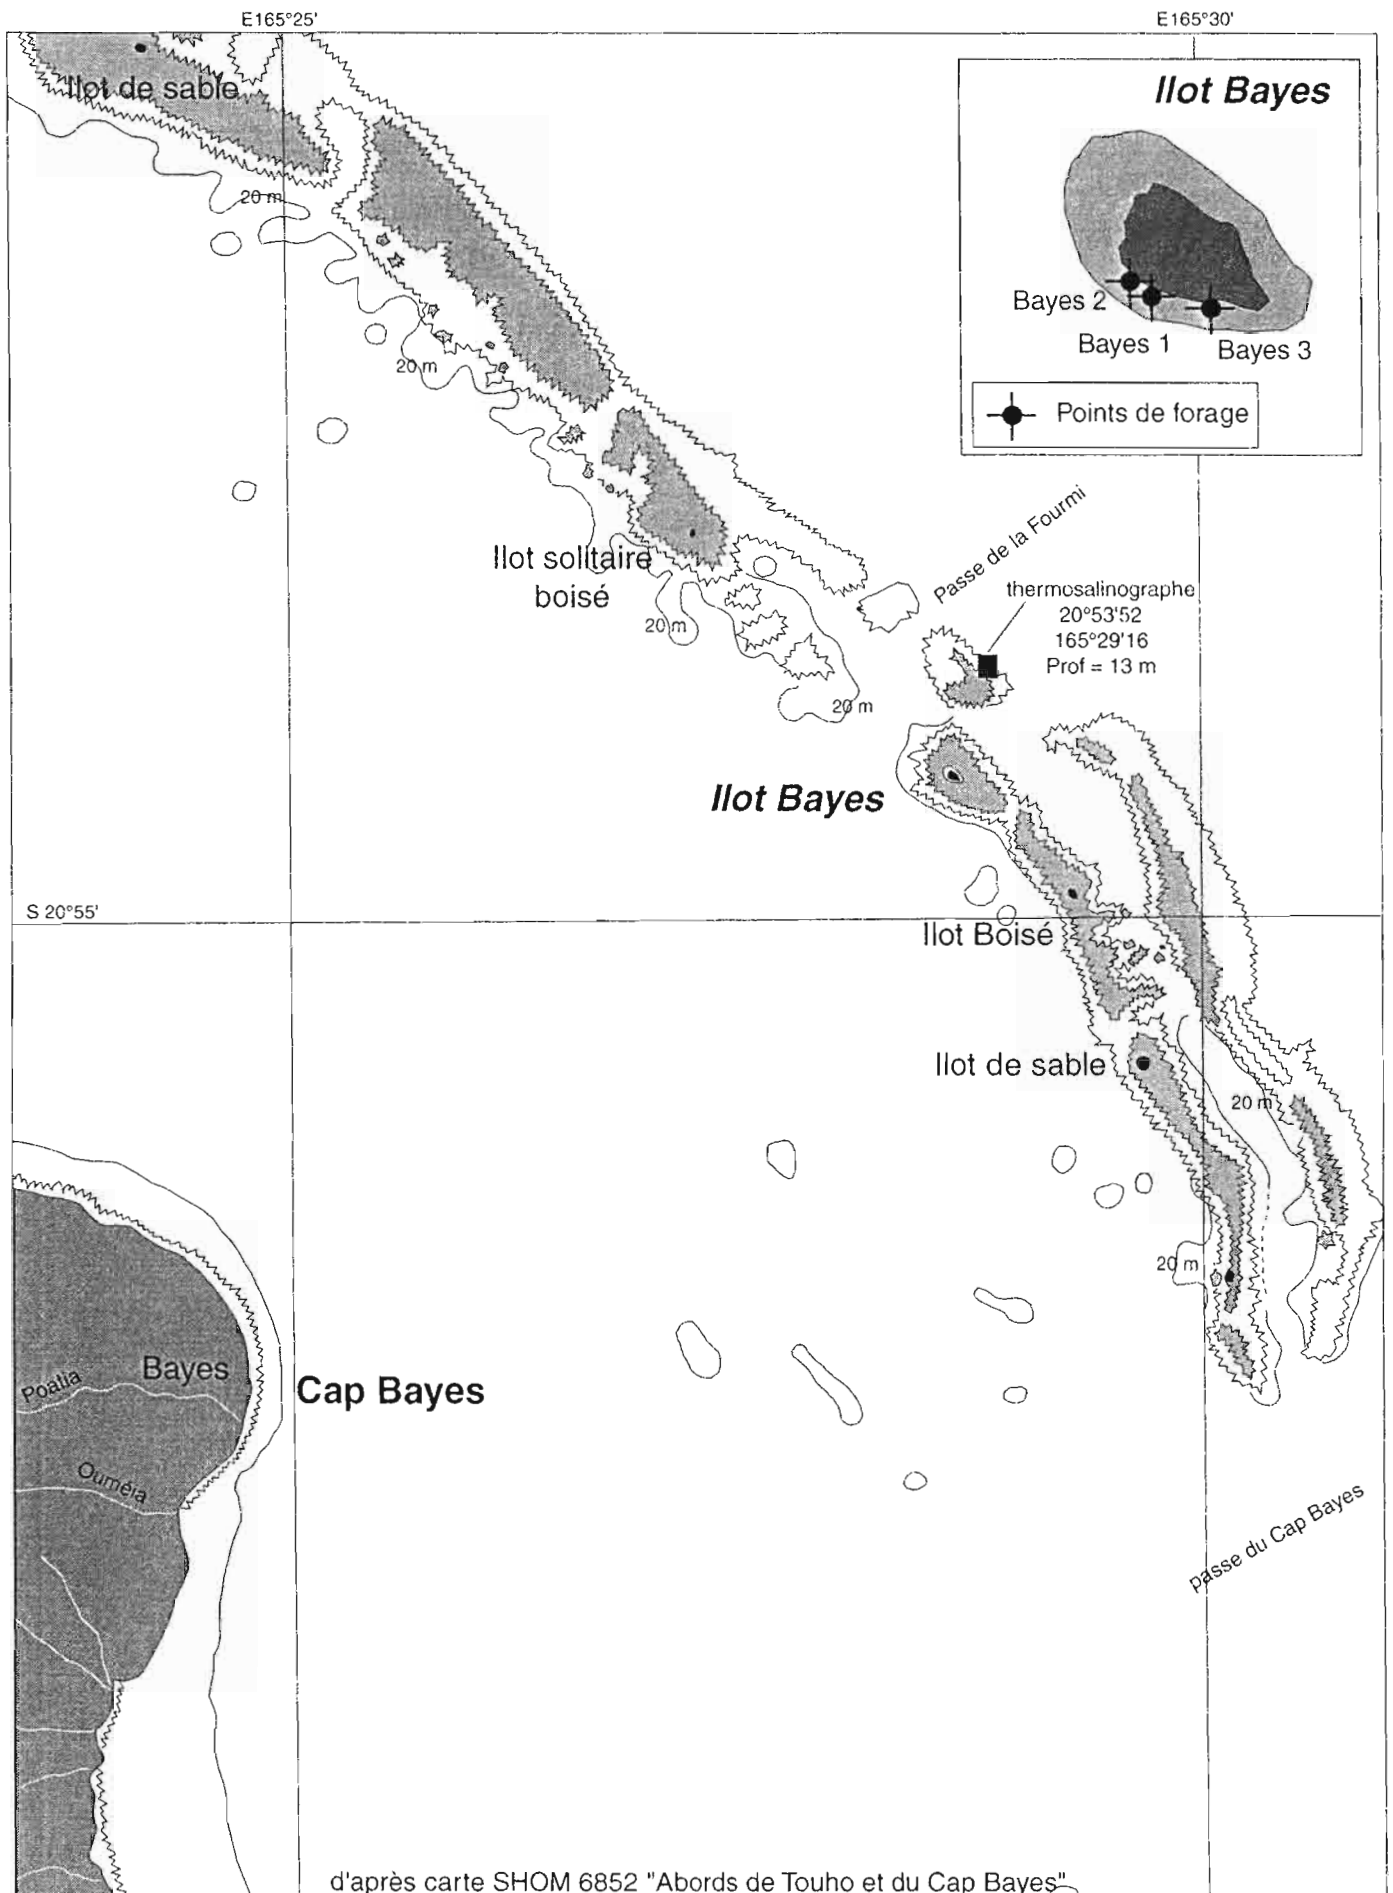 E165°25'
E165°30'
Ilot de sable
Ilot Bayes
20 m
Bayes 2
Bayes 1
Bayes 3
20 m
Points de forage
Passe de la Fourmi
Ilot solitaire
boisé
thermosalinographe
20°53'52
165°29'16
Prof = 13 m
20 m
20 m
Ilot Bayes
S 20°55'
Ilot Boisé
Ilot de sable
20 m
20 m
Bayes
Poatia
Cap Bayes
Ouméia
passe du Cap Bayes
d'après carte SHOM 6852 "Abords de Touho et du Cap Bayes"